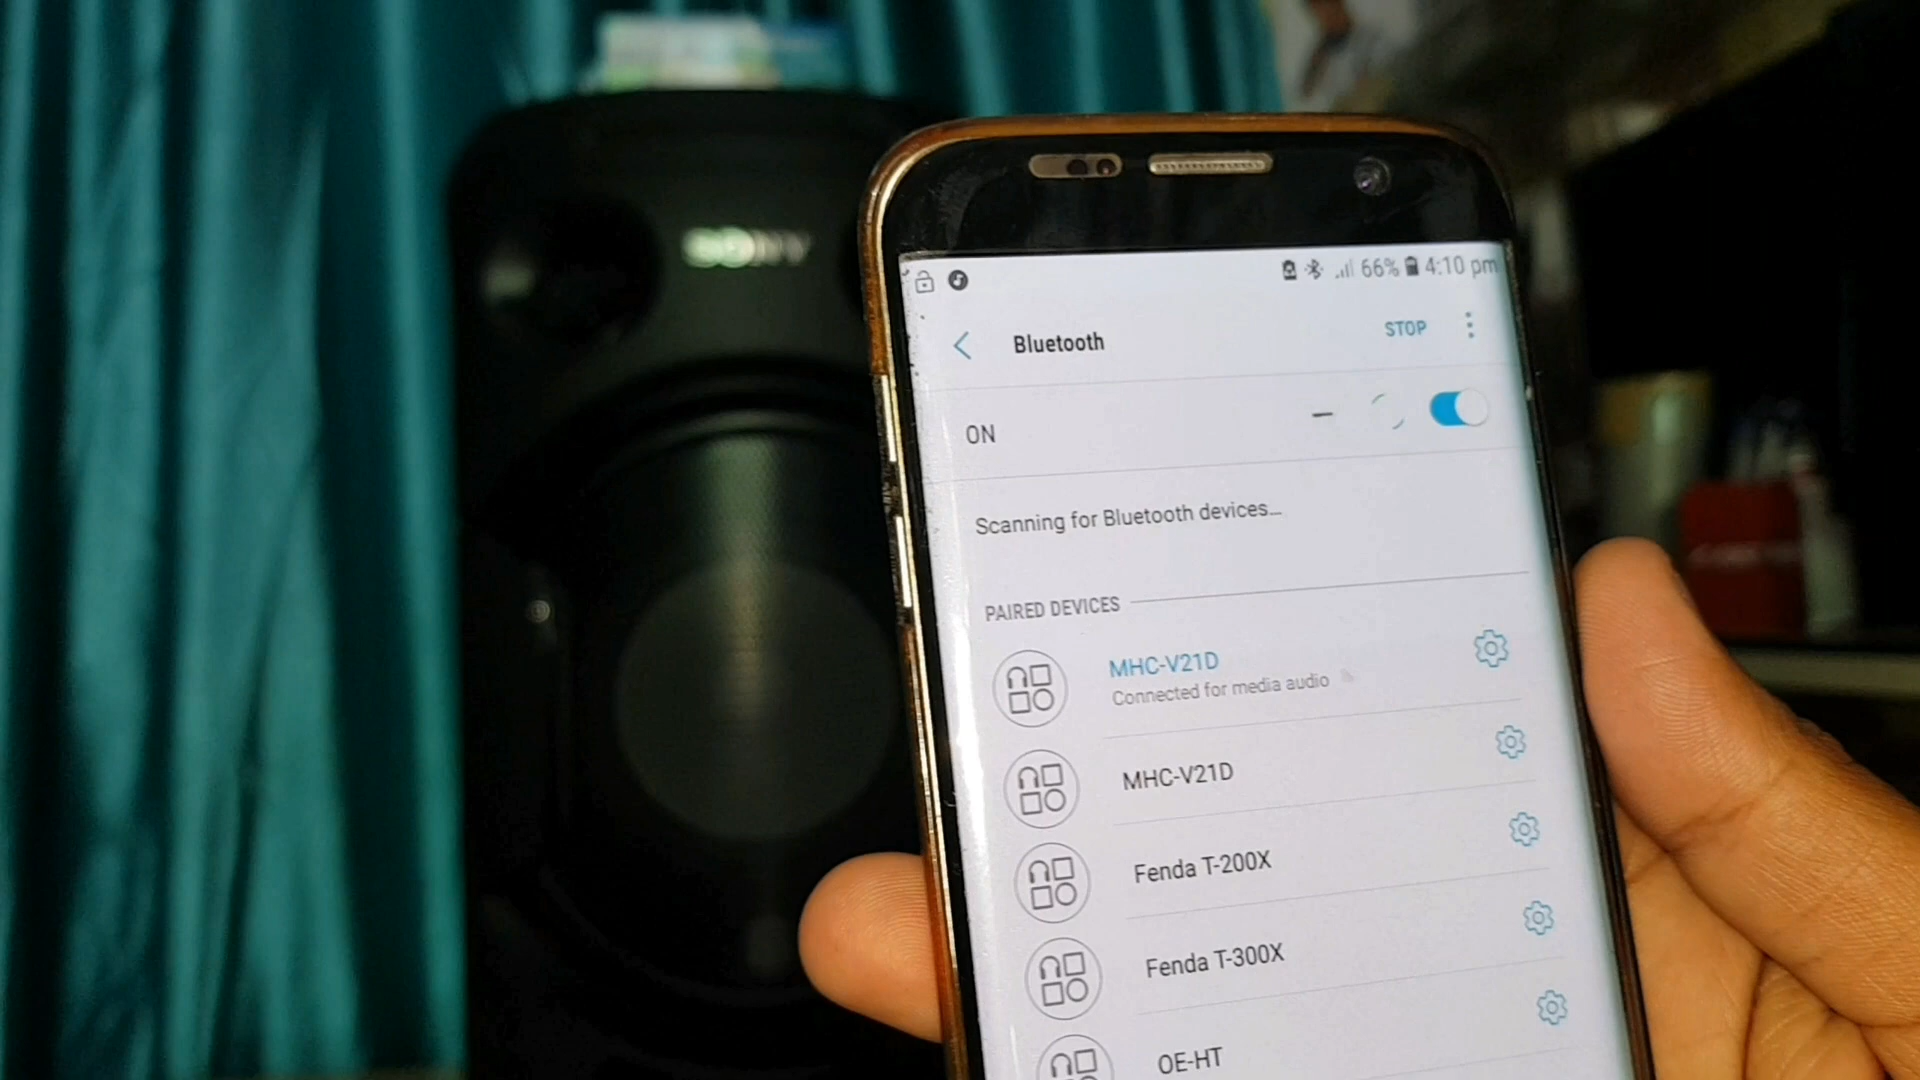 SONY
66% 4:10 pm
Bluetooth
STOP
ON
Scanning for Bluetooth devices...
PAIRED DEVICES
MHC-V21D
Connected for media audio
MHC-V21D
Fenda T-200X
Fenda T-300X
OE-HT